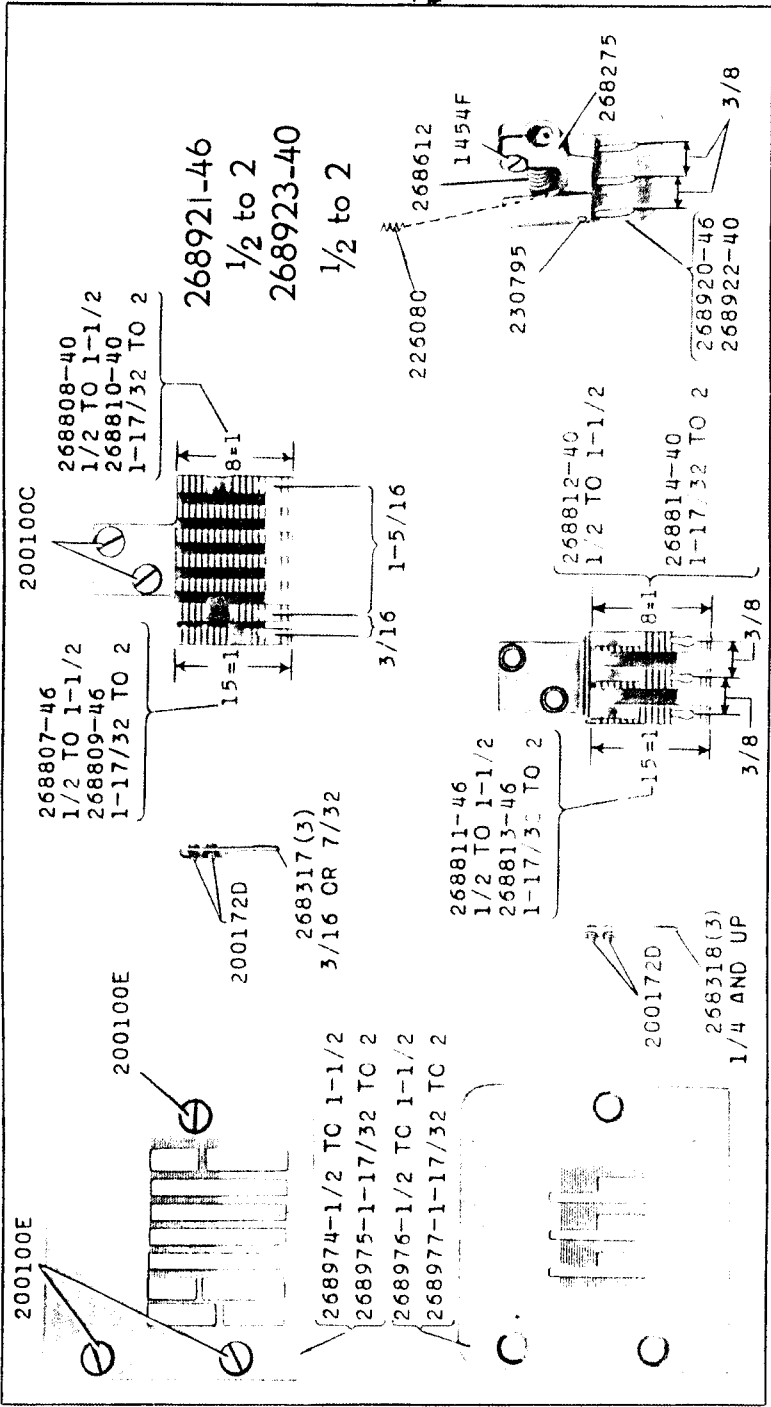 200100E
200100E
268974-1/2 TO 1-1/2
268975-1-17/32 TO 2
268976-1/2 TO 1-1/2
268977-1-17/32 TO 2
200172D
268317(3)
3/16 OR 7/32
200172D
268318(3)
1/4 AND UP
268807-46
1/2 TO 1-1/2
268809-46
1-17/32 TO 2
15=1
3/16
1-5/16
200100C
268808-40
1/2 TO 1-1/2
268810-40
1-17/32 TO 2
8=1
268811-46
1/2 TO 1-1/2
268813-46
1-17/32 TO 2
15=1
3/8
3/8
8=1
268812-40
1/2 TO 1-1/2
268814-40
1-17/32 TO 2
268921-46
1/2 to 2
268923-40
1/2 to 2
226080
268612
1454F
268275
230795
3/8
268920-46
268922-40